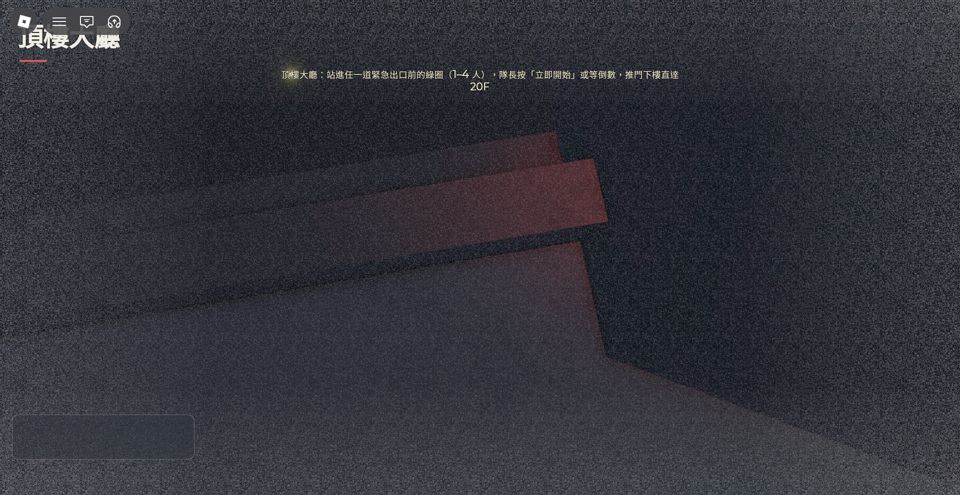 頂樓大廳
頂樓大廳：站進任一道緊急出口前的綠圈（1–4 人），隊長按「立即開始」或等倒數，推門下樓直達
20F